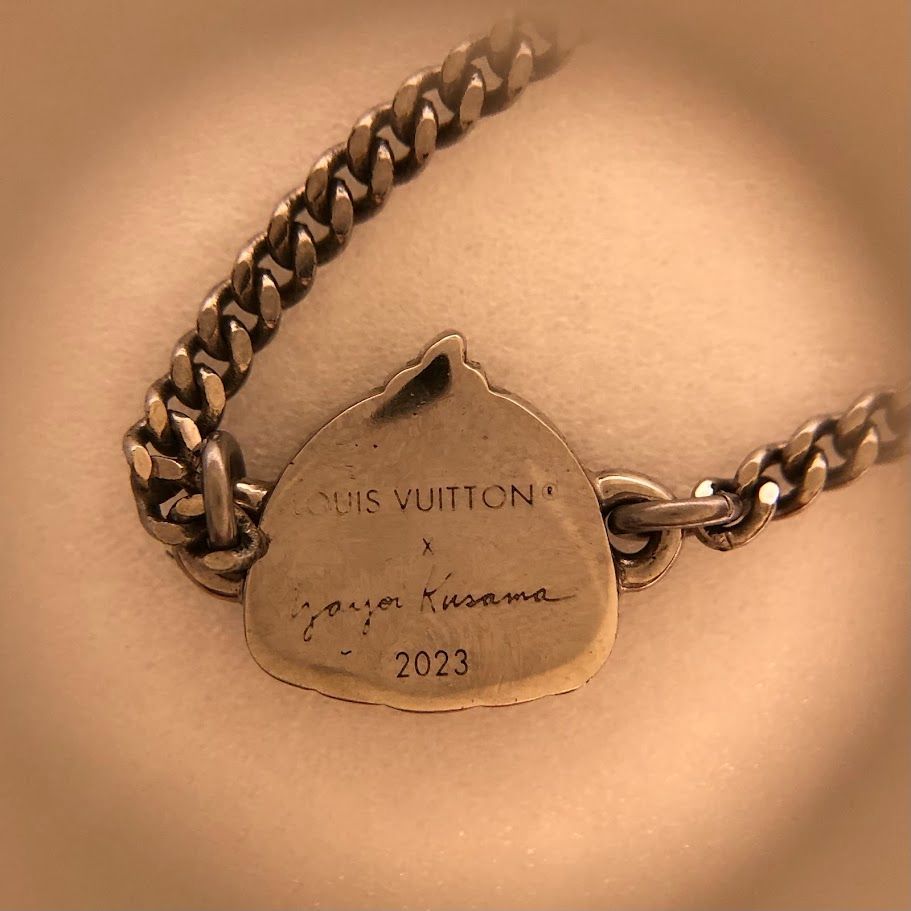 LOUIS VUITTON®
x
Yayoi Kusama
2023